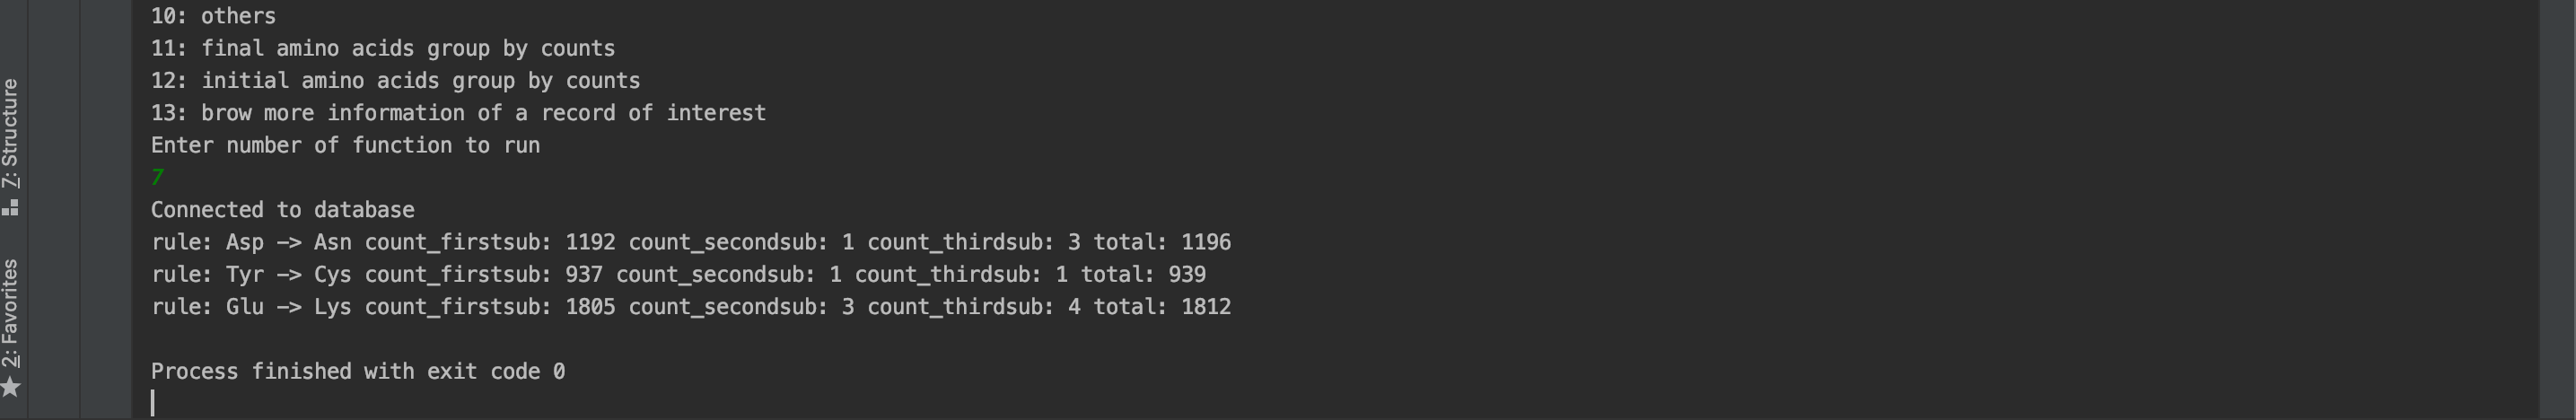 10: others
11: final amino acids group by counts
12: initial amino acids group by counts
13: brow more information of a record of interest
Enter number of function to run
7
Connected to database
rule: Asp -> Asn count_firstsub: 1192 count_secondsub: 1 count_thirdsub: 3 total: 1196
rule: Tyr -> Cys count_firstsub: 937 count_secondsub: 1 count_thirdsub: 1 total: 939
rule: Glu -> Lys count_firstsub: 1805 count_secondsub: 3 count_thirdsub: 4 total: 1812
Process finished with exit code 0
7: Structure
2: Favorites